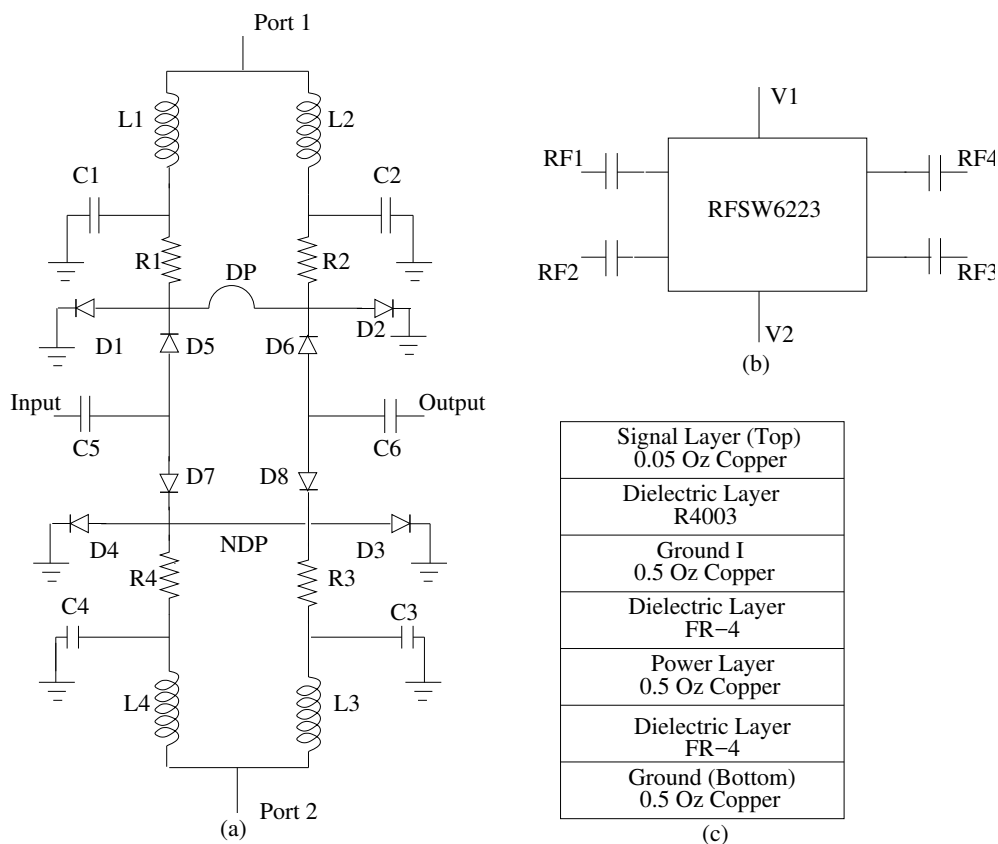 Port 1
L1
L2
C1
C2
R1
R2
DP
D1
D5
D6
D2
Input
Output
C5
C6
D7
D8
D4
NDP
D3
R4
R3
C4
C3
L4
L3
Port 2
(a)
V1
RF1
RF4
RFSW6223
RF2
RF3
V2
(b)
Signal Layer (Top)
0.05 Oz Copper
Dielectric Layer
R4003
Ground I
0.5 Oz Copper
Dielectric Layer
FR−4
Power Layer
0.5 Oz Copper
Dielectric Layer
FR−4
Ground (Bottom)
0.5 Oz Copper
(c)